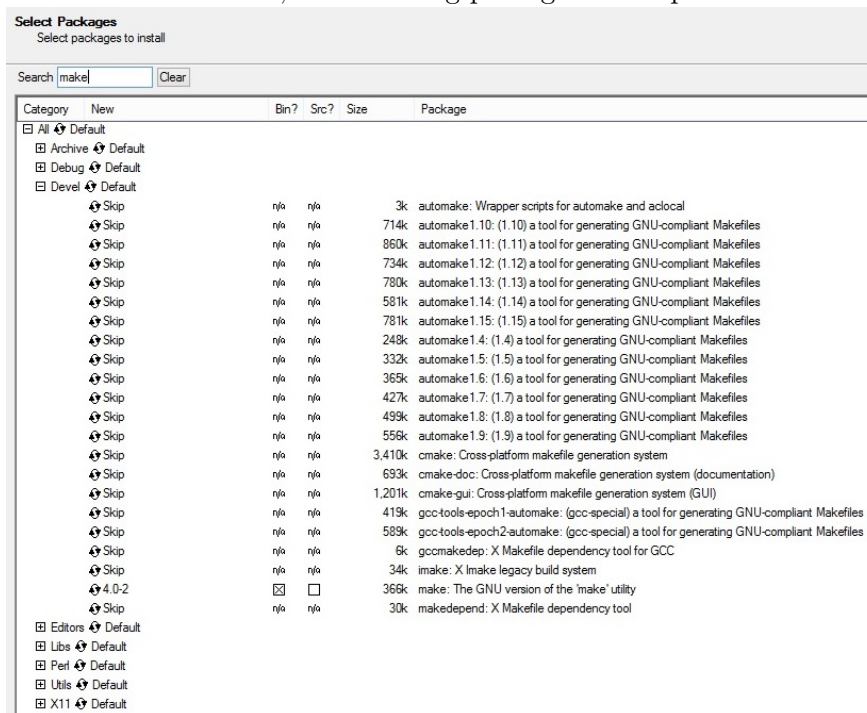 Select Packages
Select packages to install
Search make Clear
Category New Bin? Src? Size Package
All Default
Archive Default
Debug Default
Devel Default
Skip n/a n/a 3k automake: Wrapper scripts for automake and aclocal
Skip n/a n/a 714k automake1.10: (1.10) a tool for generating GNU-compliant Makefiles
Skip n/a n/a 860k automake1.11: (1.11) a tool for generating GNU-compliant Makefiles
Skip n/a n/a 734k automake1.12: (1.12) a tool for generating GNU-compliant Makefiles
Skip n/a n/a 780k automake1.13: (1.13) a tool for generating GNU-compliant Makefiles
Skip n/a n/a 581k automake1.14: (1.14) a tool for generating GNU-compliant Makefiles
Skip n/a n/a 781k automake1.15: (1.15) a tool for generating GNU-compliant Makefiles
Skip n/a n/a 248k automake1.4: (1.4) a tool for generating GNU-compliant Makefiles
Skip n/a n/a 332k automake1.5: (1.5) a tool for generating GNU-compliant Makefiles
Skip n/a n/a 365k automake1.6: (1.6) a tool for generating GNU-compliant Makefiles
Skip n/a n/a 427k automake1.7: (1.7) a tool for generating GNU-compliant Makefiles
Skip n/a n/a 499k automake1.8: (1.8) a tool for generating GNU-compliant Makefiles
Skip n/a n/a 556k automake1.9: (1.9) a tool for generating GNU-compliant Makefiles
Skip n/a n/a 3,410k cmake: Cross-platform makefile generation system
Skip n/a n/a 693k cmake-doc: Cross-platform makefile generation system (documentation)
Skip n/a n/a 1,201k cmake-gui: Cross-platform makefile generation system (GUI)
Skip n/a n/a 419k gcc-tools-epoch1-automake: (gcc-special) a tool for generating GNU-compliant Makefiles
Skip n/a n/a 589k gcc-tools-epoch2-automake: (gcc-special) a tool for generating GNU-compliant Makefiles
Skip n/a n/a 6k gccmakedep: X Makefile dependency tool for GCC
Skip n/a n/a 34k imake: X Imake legacy build system
4.0-2 366k make: The GNU version of the 'make' utility
Skip n/a n/a 30k makedepend: X Makefile dependency tool
Editors Default
Libs Default
Perl Default
Utils Default
X11 Default